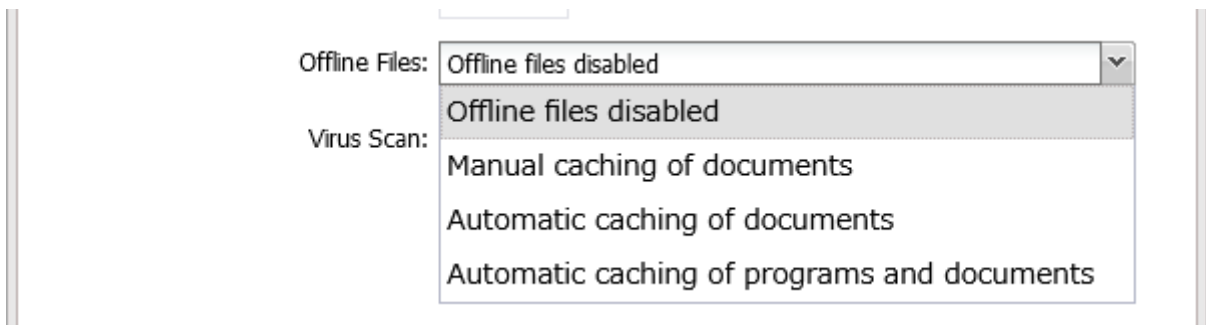 Offline Files: Offline files disabled
Offline files disabled
Virus Scan:
Manual caching of documents
Automatic caching of documents
Automatic caching of programs and documents